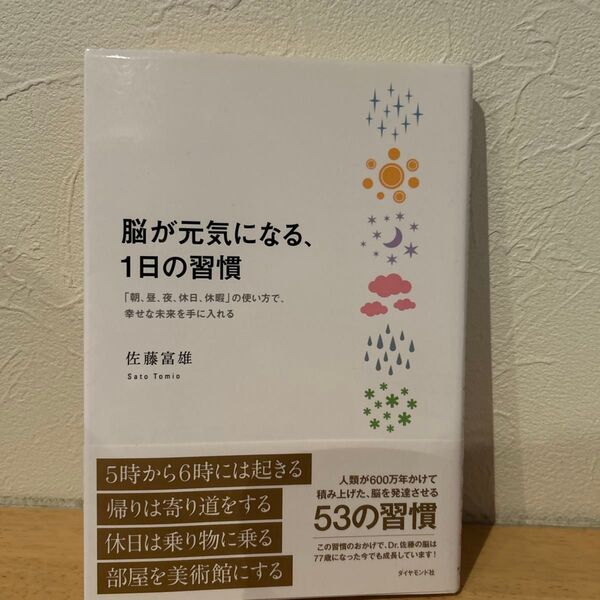 脳が元気になる、
1日の習慣
「朝、昼、夜、休日、休暇」の使い方で、
幸せな未来を手に入れる
佐藤富雄
Sato Tomio
5時から6時には起きる
帰りは寄り道をする
休日は乗り物に乗る
部屋を美術館にする
人類が600万年かけて
積み上げた、脳を発達させる
53の習慣
この習慣のおかげで、Dr.佐藤の脳は
77歳になった今でも成長しています!
ダイヤモンド社